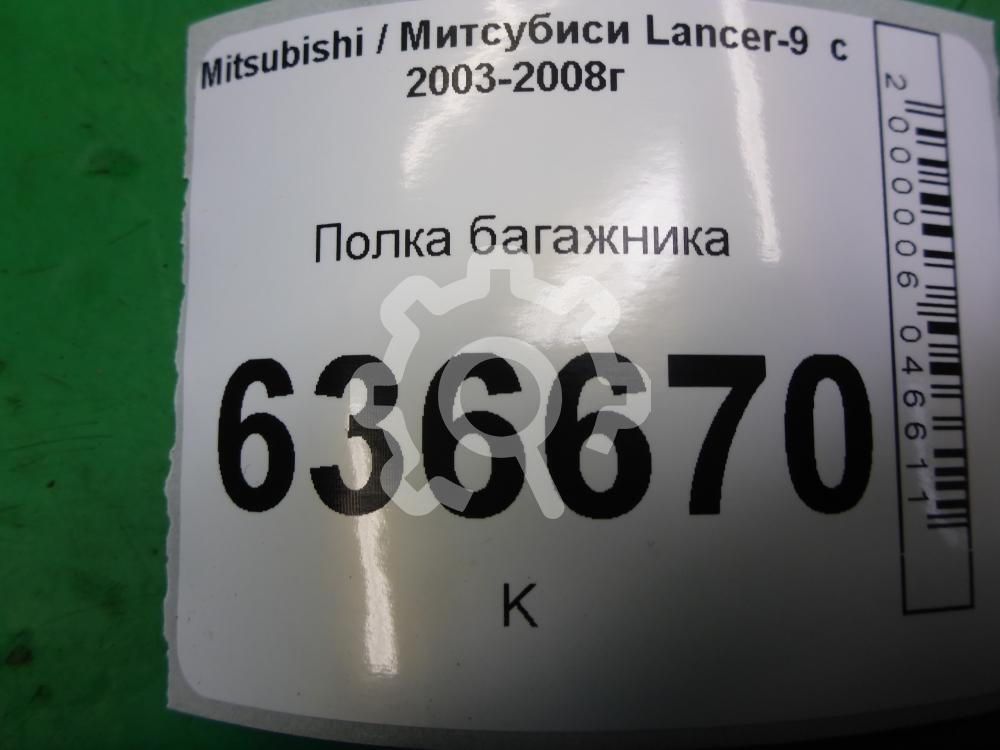 Mitsubishi / Митсубиси Lancer-9 с
2003-2008г
Полка багажника
636670
К
2000006046611